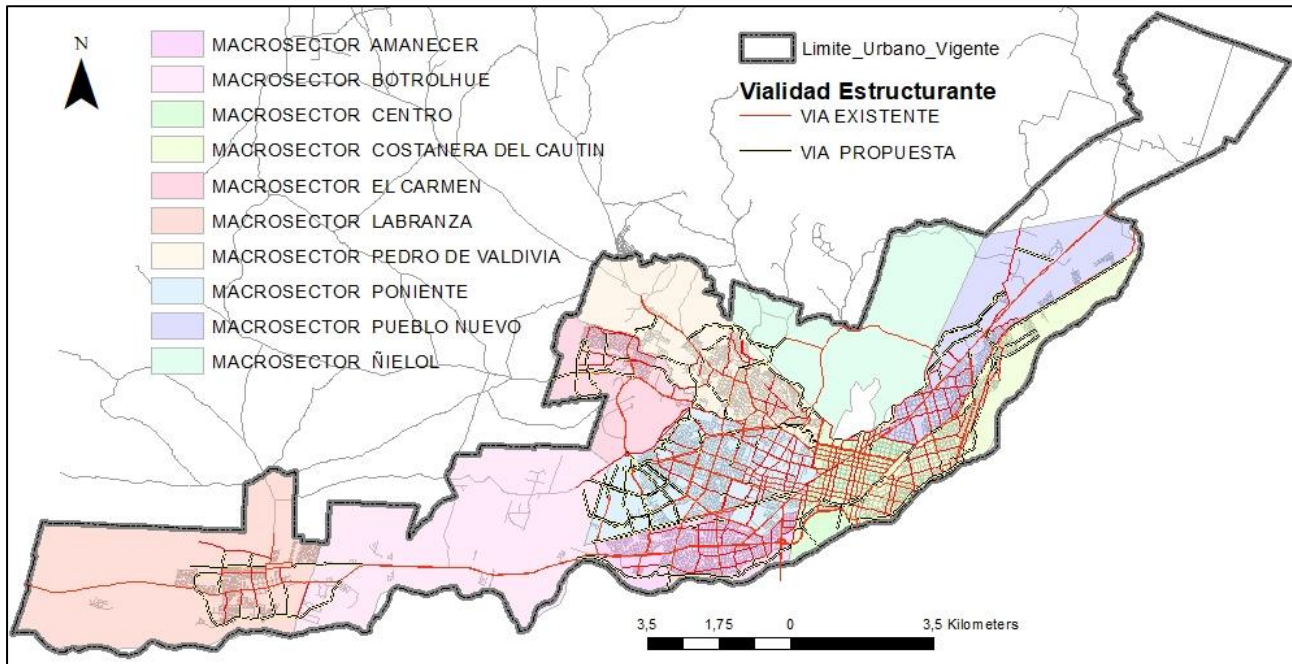 N
MACROSECTOR AMANECER
MACROSECTOR BOTROLHUE
MACROSECTOR CENTRO
MACROSECTOR COSTANERA DEL CAUTIN
MACROSECTOR EL CARMEN
MACROSECTOR LABRANZA
MACROSECTOR PEDRO DE VALDIVIA
MACROSECTOR PONIENTE
MACROSECTOR PUEBLO NUEVO
MACROSECTOR ÑIELOL
Limite_Urbano_Vigente
Vialidad Estructurante
VIA EXISTENTE
VIA PROPUESTA
3,5 1,75 0 3,5 Kilometers